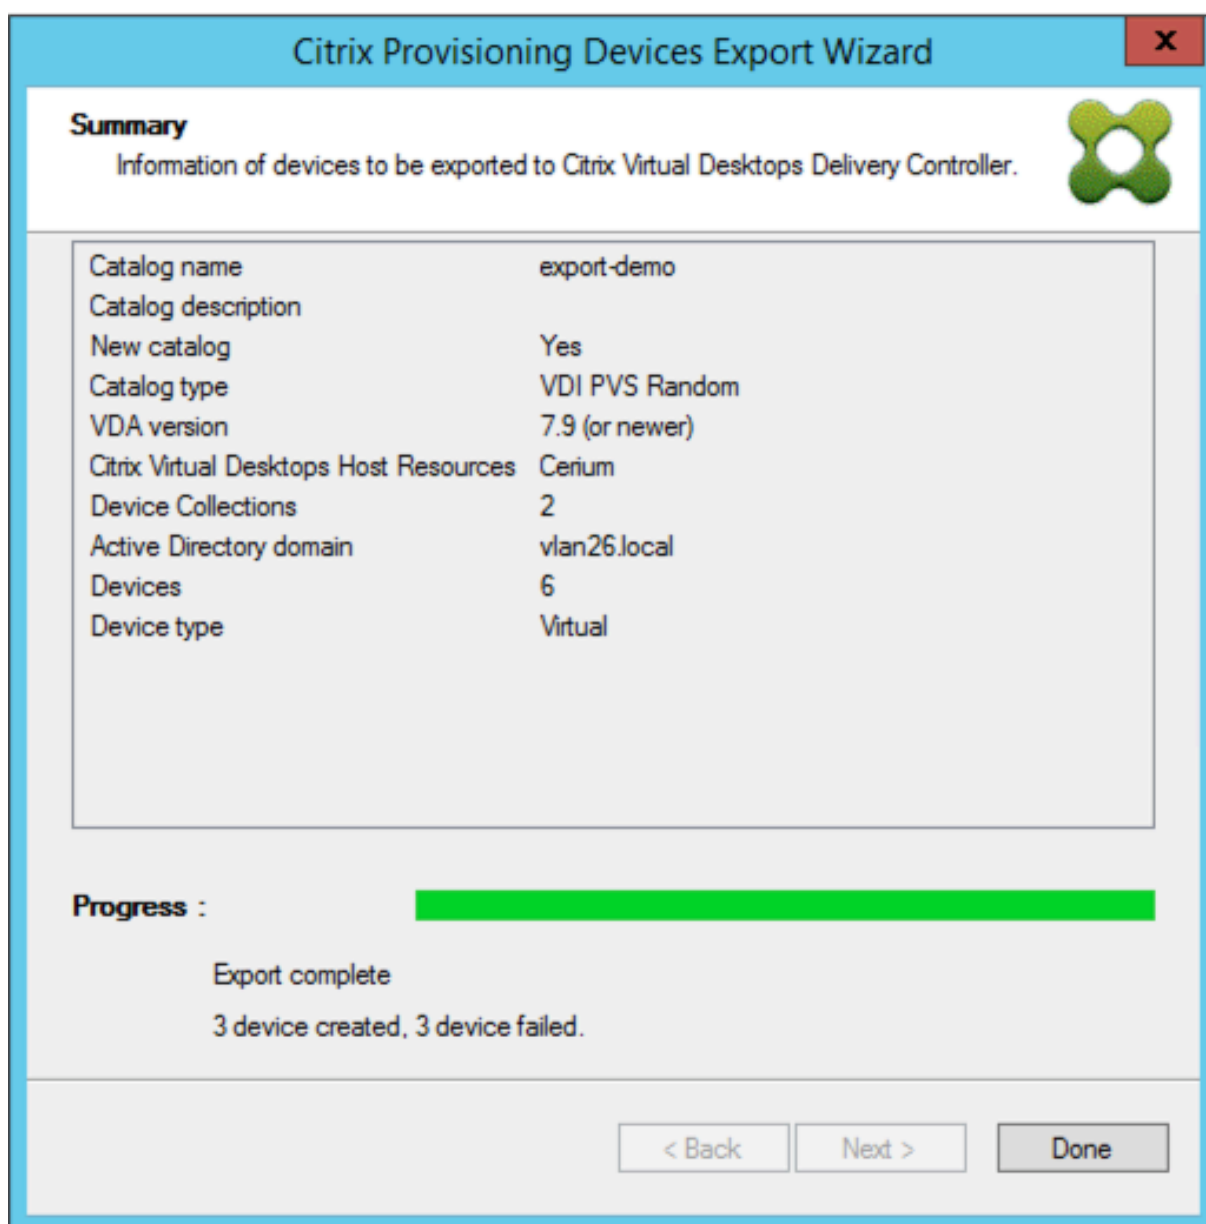 Citrix Provisioning Devices Export Wizard
x
Summary
Information of devices to be exported to Citrix Virtual Desktops Delivery Controller.
Catalog name export-demo
Catalog description
New catalog Yes
Catalog type VDI PVS Random
VDA version 7.9 (or newer)
Citrix Virtual Desktops Host Resources Cerium
Device Collections 2
Active Directory domain vlan26.local
Devices 6
Device type Virtual
Progress :
Export complete
3 device created, 3 device failed.
< Back Next > Done